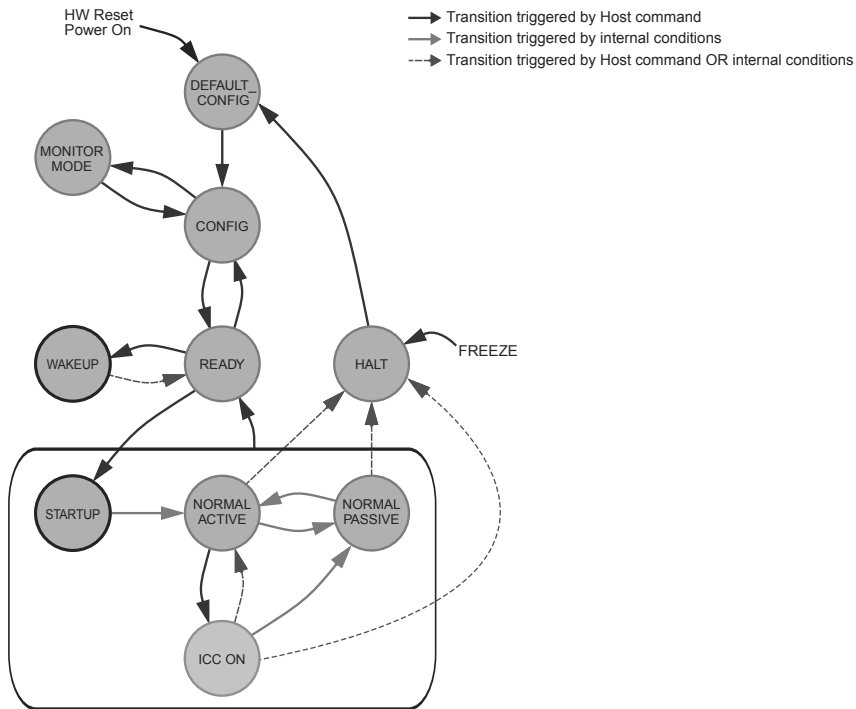 HW Reset
Power On
Transition triggered by Host command
Transition triggered by internal conditions
Transition triggered by Host command OR internal conditions
DEFAULT_
CONFIG
MONITOR
MODE
CONFIG
WAKEUP
READY
HALT
FREEZE
STARTUP
NORMAL
ACTIVE
NORMAL
PASSIVE
ICC ON